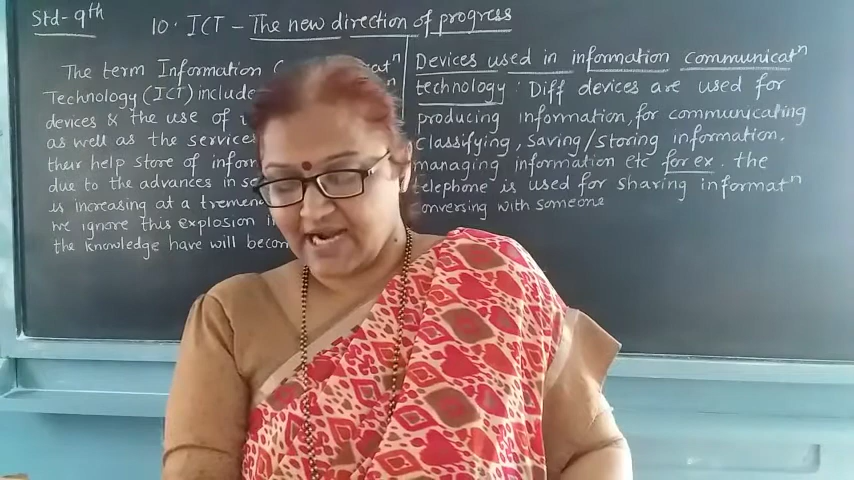 Std - 9th
10. ICT - The new direction of progress
The term Information
Technology (ICT) include
devices & the use of
as well as the services
their help store of infor
due to the advances in s
is increasing at a tremen
we ignore this explosion
the knowledge have will becom
Devices used in information communicatⁿ
technology : Diff devices are used for
producing information, for communicating
classifying, saving/storing information.
managing information etc for ex. the
telephone is used for sharing informatⁿ
conversing with someone